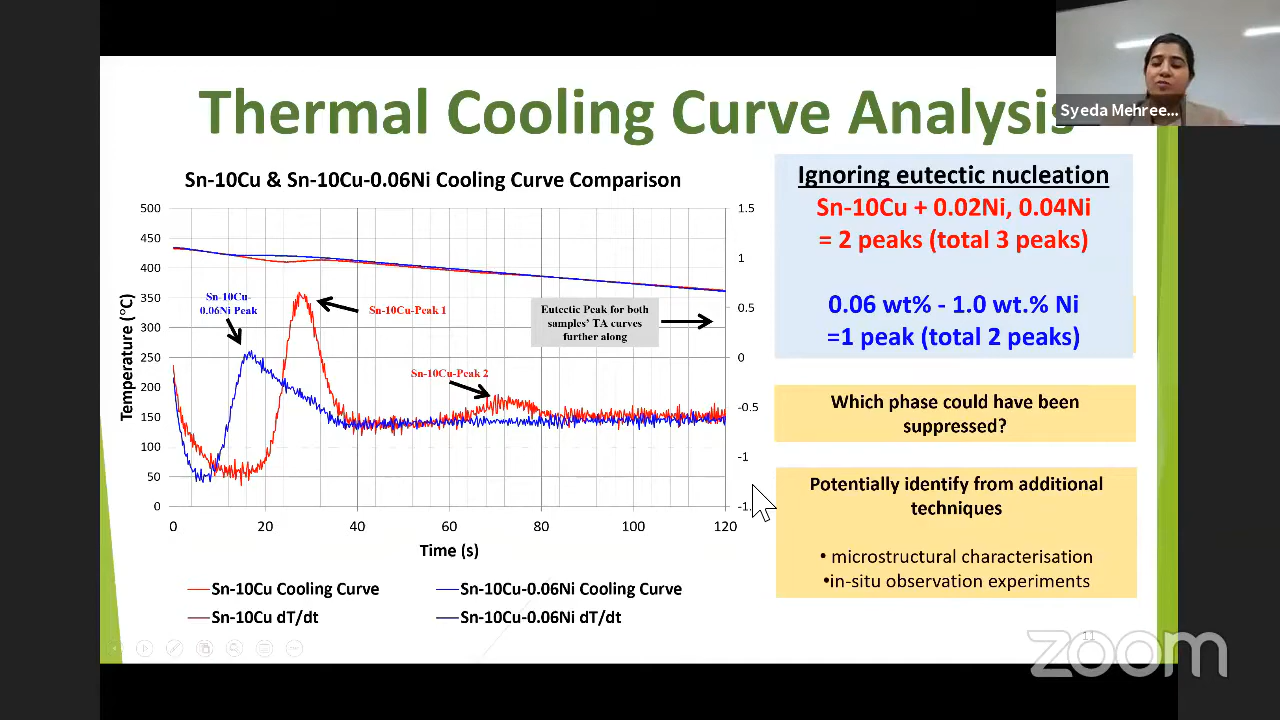 Syeda Mehree...
Thermal Cooling Curve Analysis
Sn-10Cu & Sn-10Cu-0.06Ni Cooling Curve Comparison
500
450
400
350
300
250
200
150
100
50
0
Temperature (°C)
1.5
1
0.5
0
-0.5
-1
-1.
0 20 40 60 80 100 120
Time (s)
Sn-10Cu-
0.06Ni Peak
Sn-10Cu-Peak 1
Sn-10Cu-Peak 2
Eutectic Peak for both
samples' TA curves
further along
Sn-10Cu Cooling Curve
Sn-10Cu-0.06Ni Cooling Curve
Sn-10Cu dT/dt
Sn-10Cu-0.06Ni dT/dt
Ignoring eutectic nucleation
Sn-10Cu + 0.02Ni, 0.04Ni
= 2 peaks (total 3 peaks)
0.06 wt% - 1.0 wt.% Ni
=1 peak (total 2 peaks)
Which phase could have been
suppressed?
Potentially identify from additional
techniques
• microstructural characterisation
•in-situ observation experiments
11
zoom